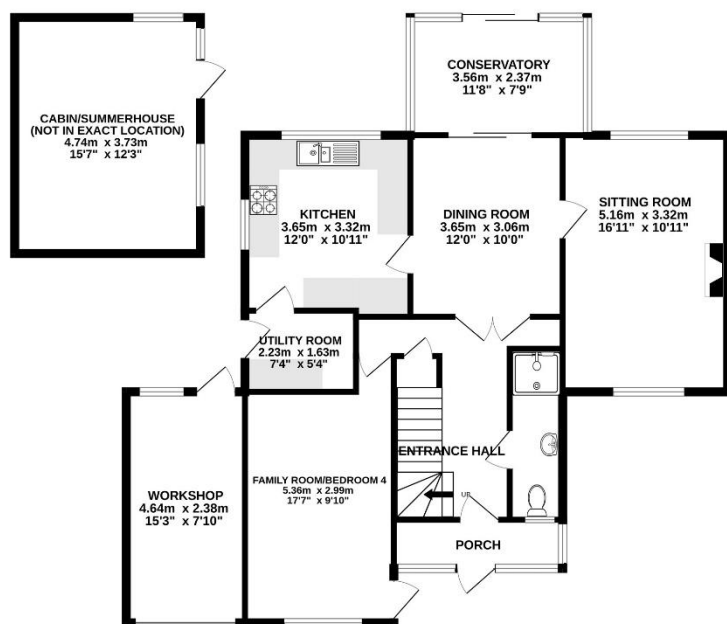 CONSERVATORY
3.56m x 2.37m
11'8" x 7'9"
CABIN/SUMMERHOUSE
(NOT IN EXACT LOCATION)
4.74m x 3.73m
15'7" x 12'3"
KITCHEN
3.65m x 3.32m
12'0" x 10'11"
DINING ROOM
3.65m x 3.06m
12'0" x 10'0"
SITTING ROOM
5.16m x 3.32m
16'11" x 10'11"
UTILITY ROOM
2.23m x 1.63m
7'4" x 5'4"
ENTRANCE HALL
FAMILY ROOM/BEDROOM 4
5.36m x 2.99m
17'7" x 9'10"
WORKSHOP
4.64m x 2.38m
15'3" x 7'10"
UP
PORCH